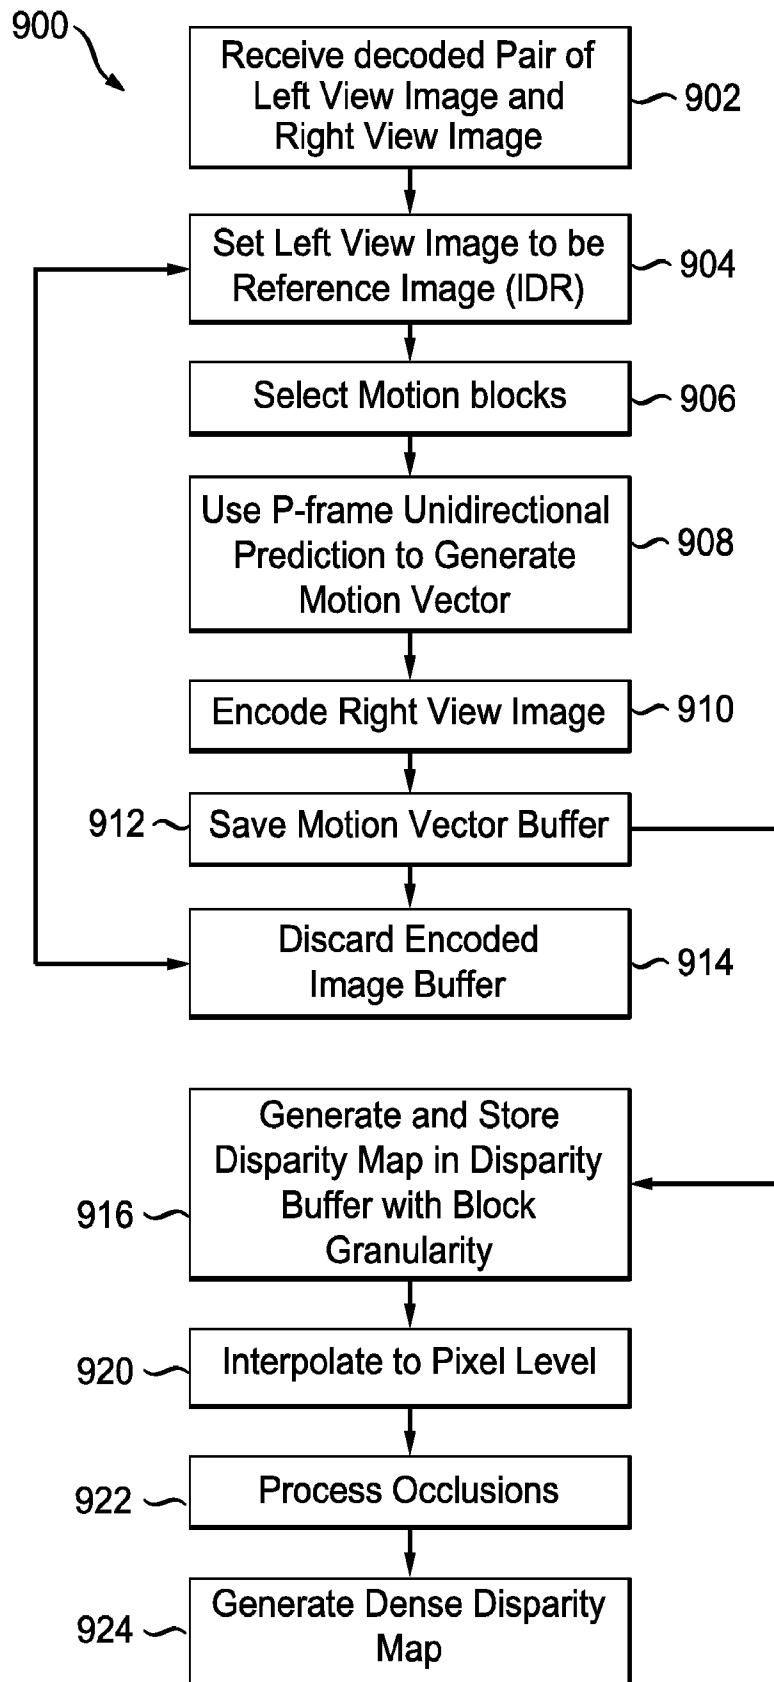 900
Receive decoded Pair of
Left View Image and
Right View Image
902
Set Left View Image to be
Reference Image (IDR)
904
Select Motion blocks
906
Use P-frame Unidirectional
Prediction to Generate
Motion Vector
908
Encode Right View Image
910
912
Save Motion Vector Buffer
Discard Encoded
Image Buffer
914
Generate and Store
Disparity Map in Disparity
Buffer with Block
Granularity
916
Interpolate to Pixel Level
920
Process Occlusions
922
Generate Dense Disparity
Map
924